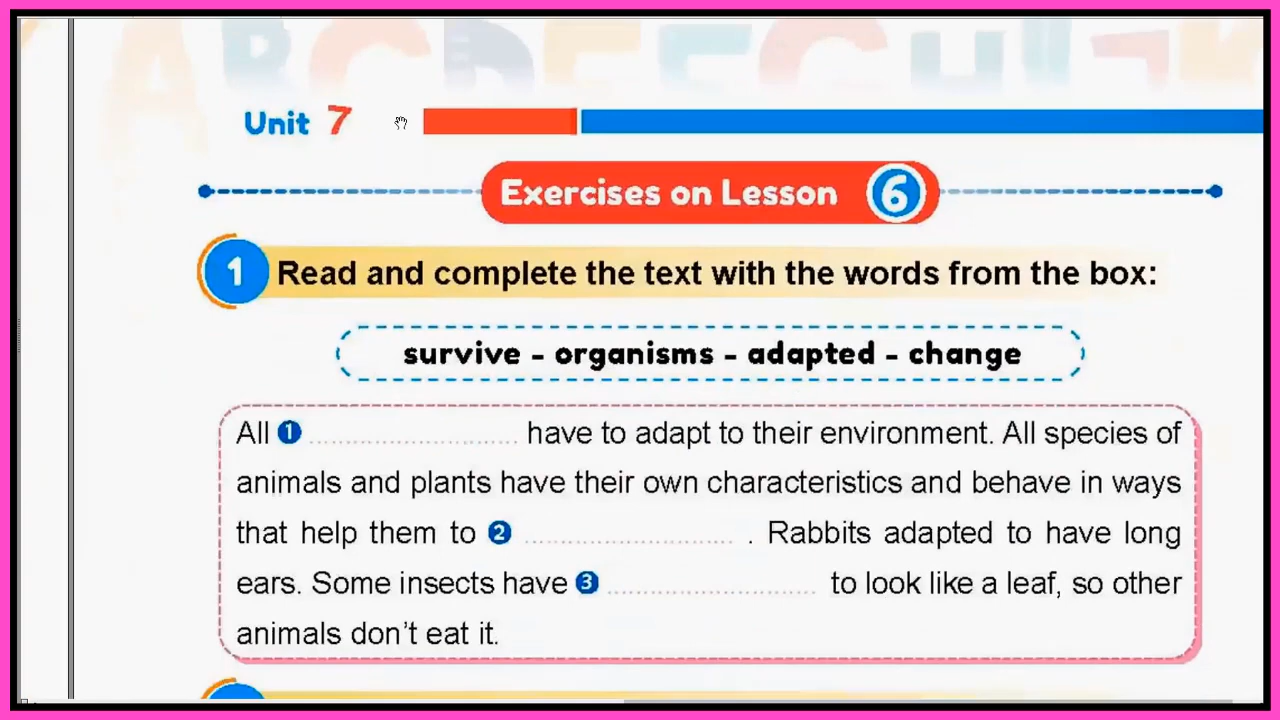 Unit 7
Exercises on Lesson 6
1 Read and complete the text with the words from the box:
survive - organisms - adapted - change
All 1 .............................. have to adapt to their environment. All species of
animals and plants have their own characteristics and behave in ways
that help them to 2 .............................. . Rabbits adapted to have long
ears. Some insects have 3 .............................. to look like a leaf, so other
animals don't eat it.